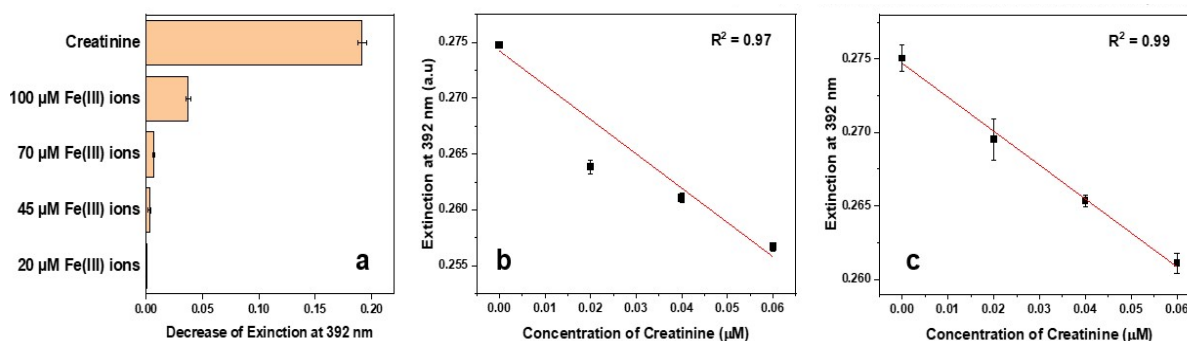 Creatinine
100 µM Fe(III) ions
70 µM Fe(III) ions
45 µM Fe(III) ions
20 µM Fe(III) ions
a
0.00 0.05 0.10 0.15 0.20
Decrease of Exinction at 392 nm
R² = 0.97
0.275
0.270
0.265
0.260
0.255
Extinction at 392 nm (a.u)
b
0.00 0.01 0.02 0.03 0.04 0.05 0.06
Concentration of Creatinine (µM)
R² = 0.99
0.275
0.270
0.265
0.260
Extinction at 392 nm
c
0.00 0.01 0.02 0.03 0.04 0.05 0.06
Concentration of Creatinine (µM)